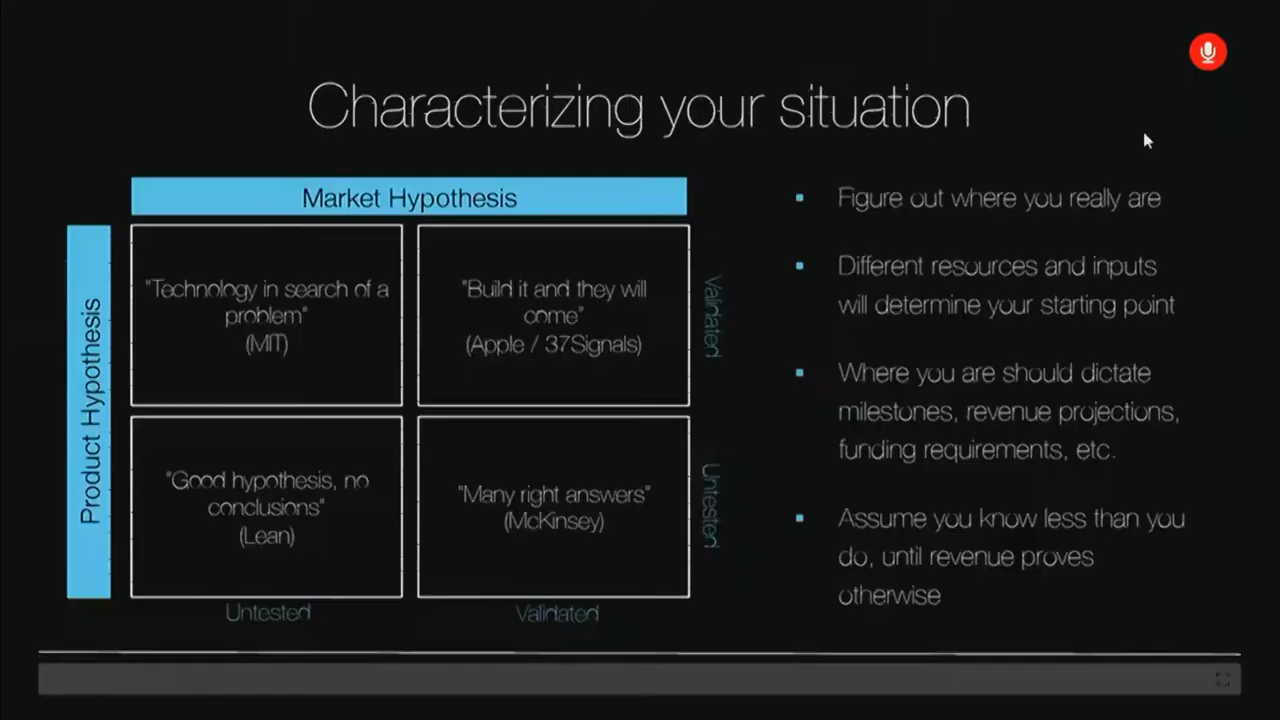 Characterizing your situation
Market Hypothesis
Product Hypothesis
"Technology in search of a
problem"
(MIT)
"Build it and they will
come"
(Apple / 37Signals)
Validated
"Good hypothesis, no
conclusions"
(Lean)
"Many right answers"
(McKinsey)
Untested
Untested
Validated
▪ Figure out where you really are
▪ Different resources and inputs
will determine your starting point
▪ Where you are should dictate
milestones, revenue projections,
funding requirements, etc.
▪ Assume you know less than you
do, until revenue proves
otherwise